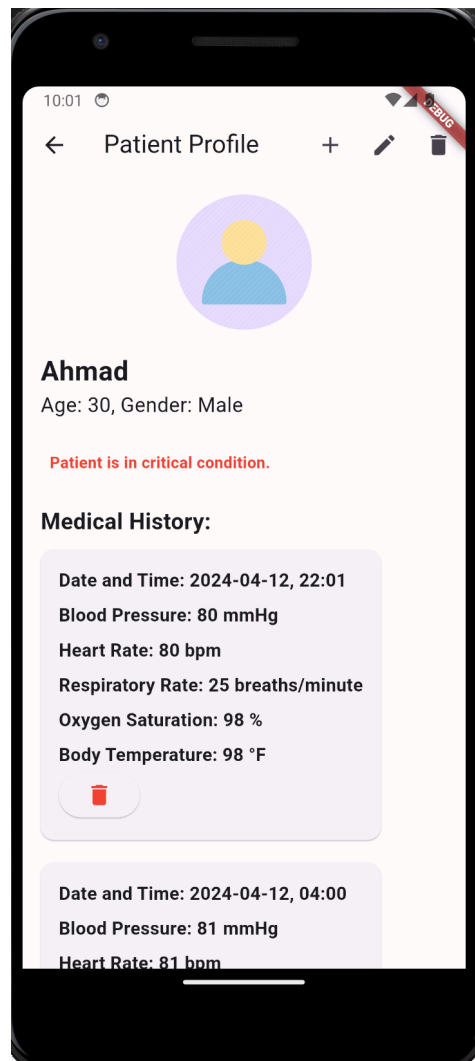 10:01
DEBUG
Patient Profile
Ahmad
Age: 30, Gender: Male
Patient is in critical condition.
Medical History:
Date and Time: 2024-04-12, 22:01
Blood Pressure: 80 mmHg
Heart Rate: 80 bpm
Respiratory Rate: 25 breaths/minute
Oxygen Saturation: 98 %
Body Temperature: 98 °F
Date and Time: 2024-04-12, 04:00
Blood Pressure: 81 mmHg
Heart Rate: 81 bpm